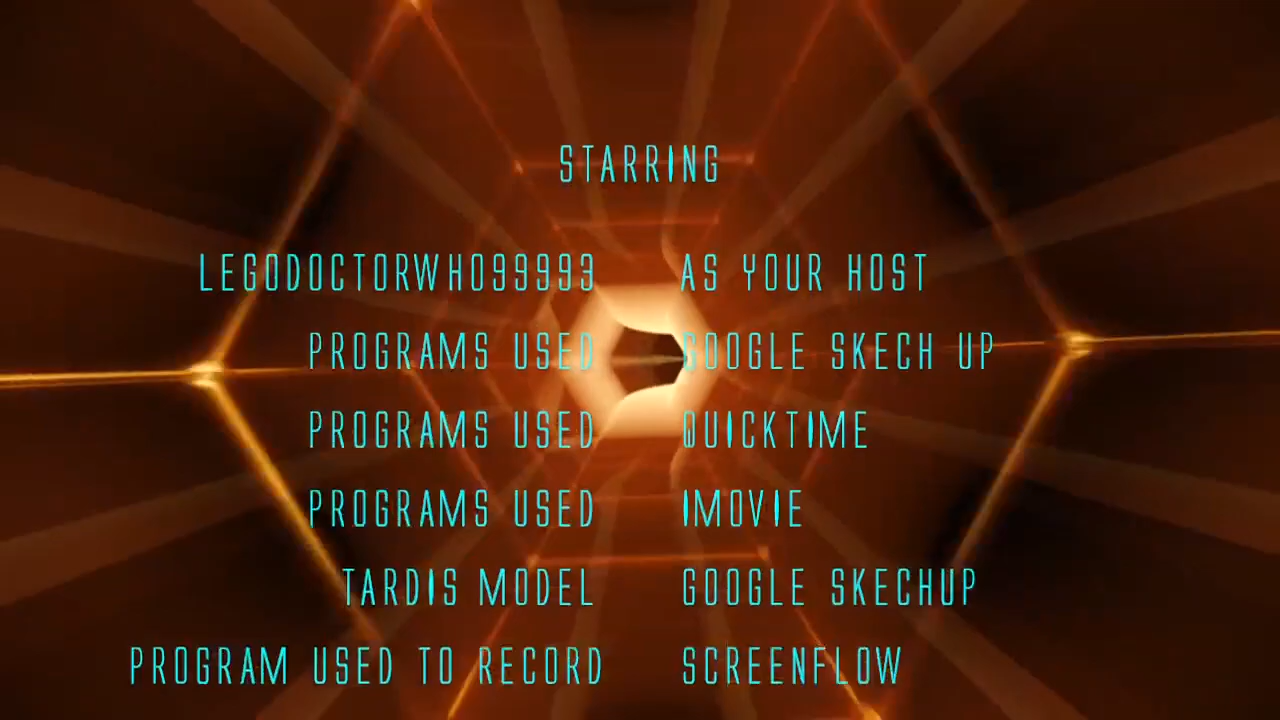 STARRING
LEGODOCTORWHO99993 AS YOUR HOST
PROGRAMS USED GOOGLE SKECH UP
PROGRAMS USED QUICKTIME
PROGRAMS USED IMOVIE
TARDIS MODEL GOOGLE SKECHUP
PROGRAM USED TO RECORD SCREENFLOW